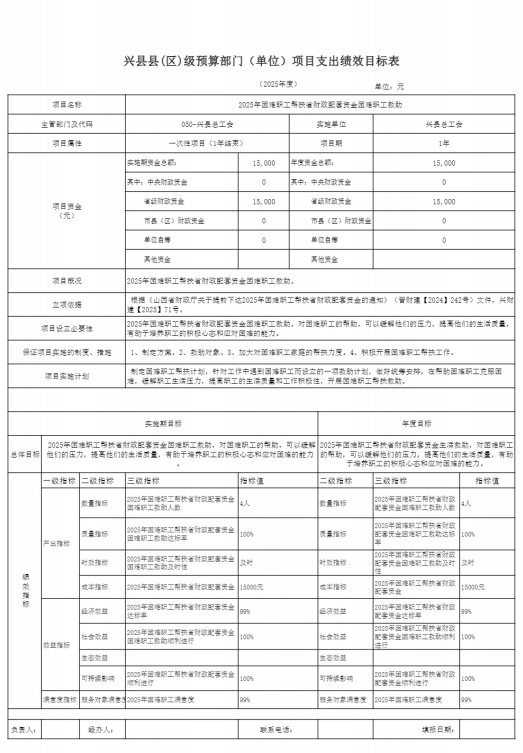 兴县县(区)级预算部门（单位）项目支出绩效目标表
（2025年度） 单位：元
项目名称 2025年困难职工帮扶省财政配套资金困难职工救助
主管部门及代码 050-兴县总工会 实施单位 兴县总工会
项目属性 一次性项目（1年结束） 项目期 1年
项目资金
（元）
实施期资金总额： 15,000 年度资金总额： 15,000
其中：中央财政资金 0 其中：中央财政资金 0
省级财政资金 15,000 省级财政资金 15,000
市县（区）财政资金 0 市县（区）财政资金 0
单位自筹 0 单位自筹 0
其他资金 其他资金
项目概况 2025年困难职工帮扶省财政配套资金困难职工救助。
立项依据 根据《山西省财政厅关于提前下达2025年困难职工帮扶省财政配套资金的通知》（晋财建【2024】242号）文件，兴财
建【2025】71号。
项目设立必要性 2025年困难职工帮扶省财政配套资金困难职工救助，对困难职工的帮助，可以缓解他们的压力，提高他们的生活质量，
有助于培养职工的积极心态和应对困难的能力。
保证项目实施的制度、措施 1、制定方案，2、救助对象，3、加大对困难职工家庭的帮扶力度，4、积极开展困难职工帮扶工作。
项目实施计划 制定困难职工帮扶计划，针对工作中遇到困难职工而设立的一项救助计划，做好统筹安排，在帮助困难职工克服困
难，缓解职工生活压力，提高职工的生活质量和工作积极性，开展困难职工帮扶救助。
实施期目标 年度目标
总体目标
2025年困难职工帮扶省财政配套资金困难职工救助，对困难职工的帮助，可以缓解
他们的压力，提高他们的生活质量，有助于培养职工的积极心态和应对困难的能力
。
2025年困难职工帮扶省财政配套资金生活救助，对困难职工
的帮助，可以缓解他们的压力，提高他们的生活质量，有助
于培养职工的积极心态和应对困难的能力。
绩效指标
一级指标 二级指标 三级指标 指标值 二级指标 三级指标 指标值
产出指标
数量指标 2025年困难职工帮扶省财政配套资金
困难职工救助人数 4人 数量指标 2025年困难职工帮扶省财政
配套资金困难职工救助人数 4人
质量指标 2025年困难职工帮扶省财政配套资金
困难职工救助达标率 100% 质量指标 2025年困难职工帮扶省财政
配套资金困难职工救助达标
率 100%
时效指标 2025年困难职工帮扶省财政配套资金
困难职工救助及时性 及时 时效指标 2025年困难职工帮扶省财政
配套资金困难职工救助及时
性 及时
成本指标 2025年困难职工帮扶省财政配套资金 15000元 成本指标 2025年困难职工帮扶省财政
配套资金 15000元
效益指标
经济效益 2025年困难职工帮扶省财政配套资金
达标率 99% 经济效益 2025年困难职工帮扶省财政
配套资金达标率 99%
社会效益 2025年困难职工帮扶省财政配套资金
困难职工救助顺利进行 100% 社会效益 2025年困难职工帮扶省财政
配套资金困难职工救助顺利
进行 100%
生态效益 生态效益
可持续影响 2025年困难职工帮扶省财政配套资金
顺利进行 100% 可持续影响 2025年困难职工帮扶省财政
配套资金顺利进行 100%
满意度指标 服务对象满意度 2025年困难职工满意度 99% 服务对象满意度 2025年困难职工满意度 99%
负责人： 经办人： 联系电话： 填报日期：